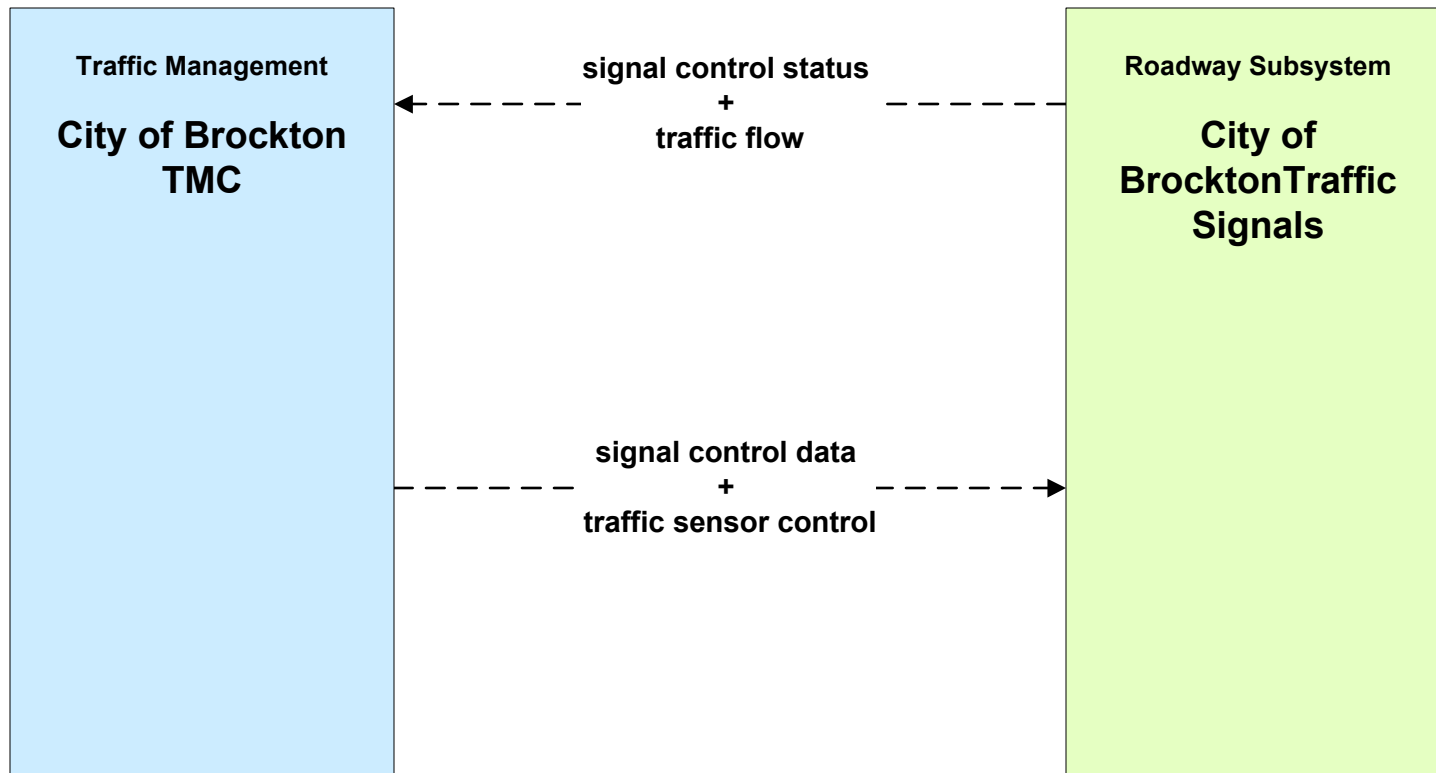 Traffic Management
City of Brockton
TMC
signal control status
+
traffic flow
Roadway Subsystem
City of
BrocktonTraffic
Signals
signal control data
+
traffic sensor control